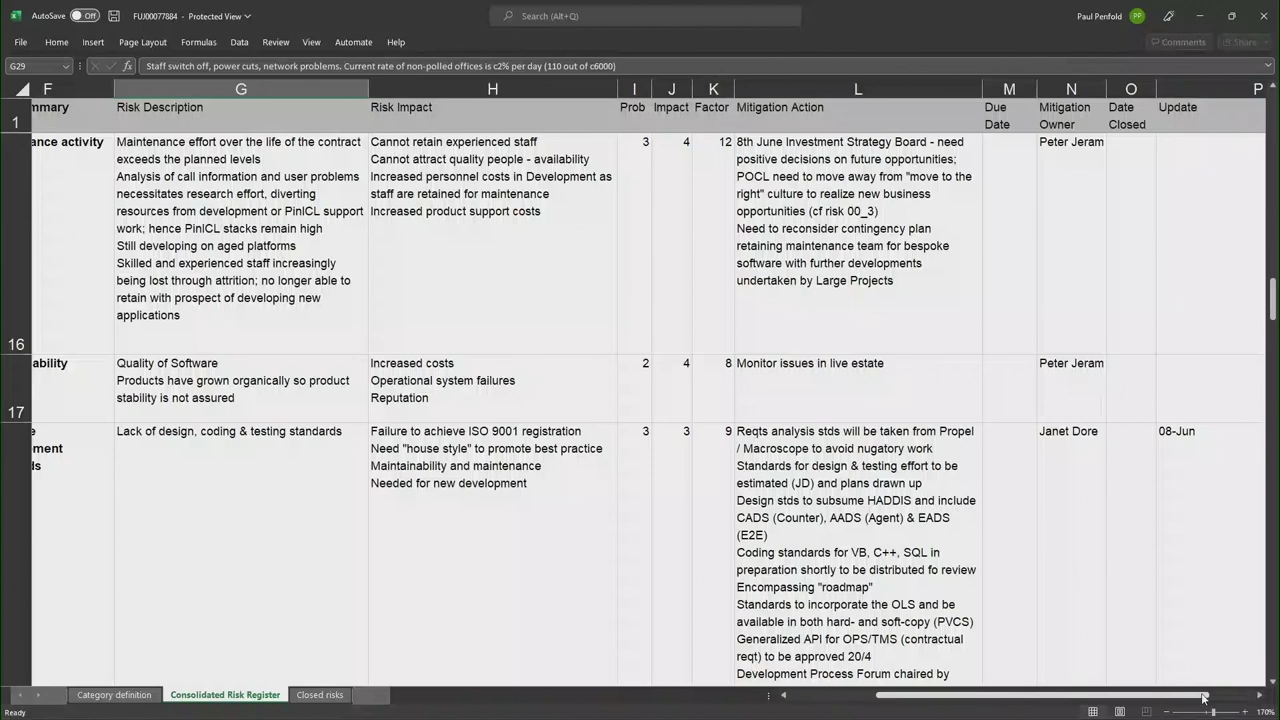 AutoSave Off FUJ00077884 - Protected View Search (Alt+Q) Paul Penfold PP
File Home Insert Page Layout Formulas Data Review View Automate Help Comments Share
G29 fx Staff switch off, power cuts, network problems. Current rate of non-polled offices is c2% per day (110 out of c6000)
F G H I J K L M N O P
1
mmary
Risk Description
Risk Impact
Prob
Impact
Factor
Mitigation Action
Due
Date
Mitigation
Owner
Date
Closed
Update
16
ance activity
Maintenance effort over the life of the contract
exceeds the planned levels
Analysis of call information and user problems
necessitates research effort, diverting
resources from development or PinICL support
work; hence PinICL stacks remain high
Still developing on aged platforms
Skilled and experienced staff increasingly
being lost through attrition; no longer able to
retain with prospect of developing new
applications
Cannot retain experienced staff
Cannot attract quality people - availability
Increased personnel costs in Development as
staff are retained for maintenance
Increased product support costs
3
4
12
8th June Investment Strategy Board - need
positive decisions on future opportunities;
POCL need to move away from "move to the
right" culture to realize new business
opportunities (cf risk 00_3)
Need to reconsider contingency plan
retaining maintenance team for bespoke
software with further developments
undertaken by Large Projects
Peter Jeram
17
ability
Quality of Software
Products have grown organically so product
stability is not assured
Increased costs
Operational system failures
Reputation
2
4
8
Monitor issues in live estate
Peter Jeram
e
ment
ds
Lack of design, coding & testing standards
Failure to achieve ISO 9001 registration
Need "house style" to promote best practice
Maintainability and maintenance
Needed for new development
3
3
9
Reqts analysis stds will be taken from Propel
/ Macroscope to avoid nugatory work
Standards for design & testing effort to be
estimated (JD) and plans drawn up
Design stds to subsume HADDIS and include
CADS (Counter), AADS (Agent) & EADS
(E2E)
Coding standards for VB, C++, SQL in
preparation shortly to be distributed fo review
Encompassing "roadmap"
Standards to incorporate the OLS and be
available in both hard- and soft-copy (PVCS)
Generalized API for OPS/TMS (contractual
reqt) to be approved 20/4
Development Process Forum chaired by
Janet Dore
08-Jun
Category definition Consolidated Risk Register Closed risks
Ready 170%